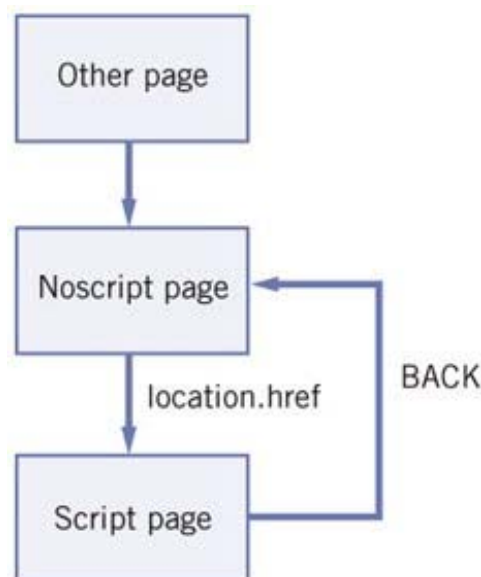 Other page
Noscript page
location.href
BACK
Script page